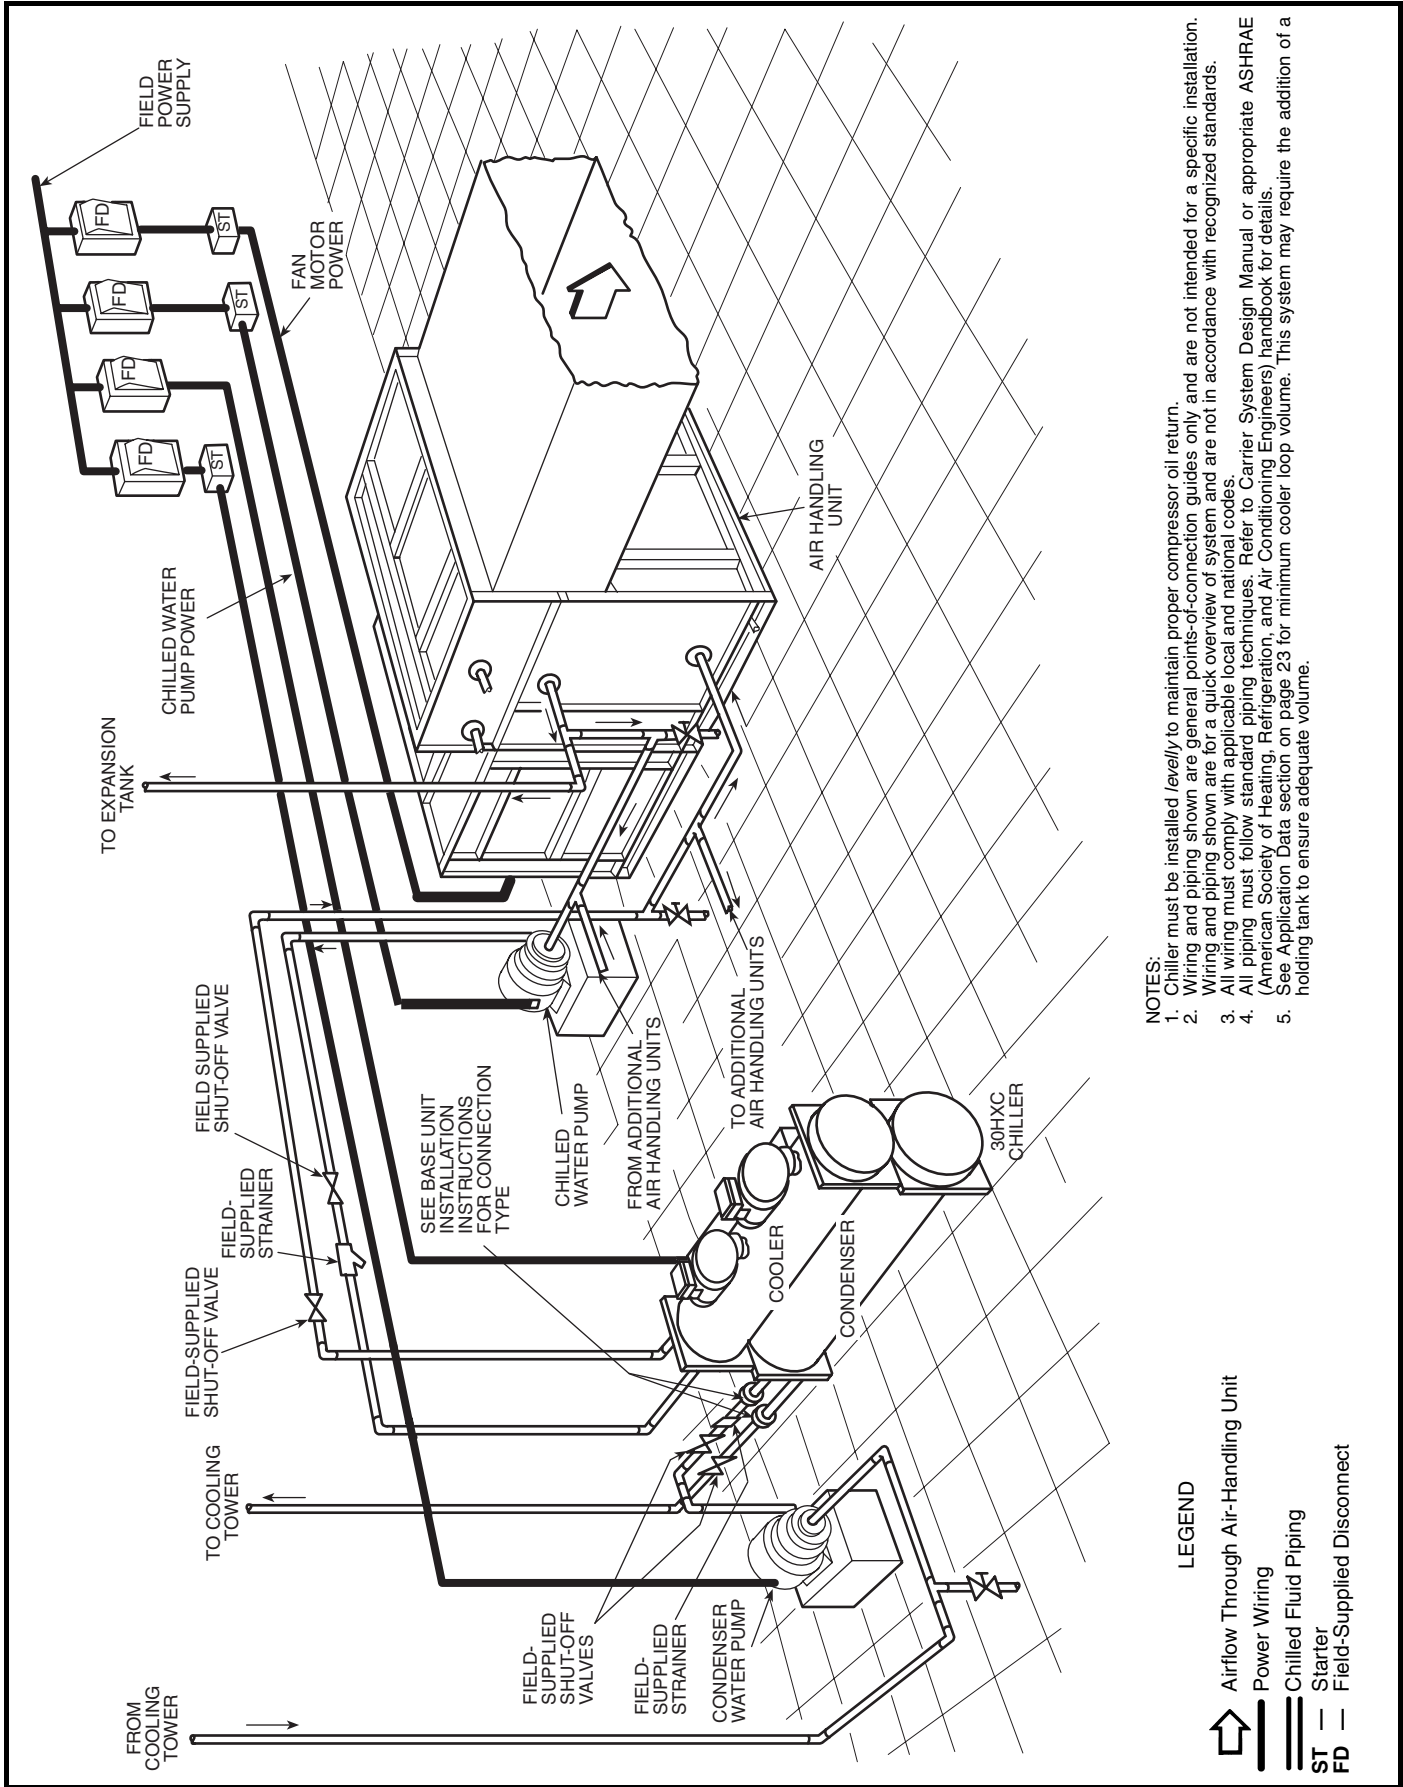 FROM
COOLING
TOWER
TO COOLING
TOWER
FIELD-SUPPLIED
SHUT-OFF VALVE
FIELD-
SUPPLIED
STRAINER
FIELD SUPPLIED
SHUT-OFF VALVE
TO EXPANSION
TANK
CHILLED WATER
PUMP POWER
FAN
MOTOR
POWER
FIELD
POWER
SUPPLY
FD
FD
FD
FD
ST
ST
ST
SEE BASE UNIT
INSTALLATION
INSTRUCTIONS
FOR CONNECTION
TYPE
CHILLED
WATER PUMP
FROM ADDITIONAL
AIR HANDLING UNITS
TO ADDITIONAL
AIR HANDLING UNITS
AIR HANDLING
UNIT
FIELD-
SUPPLIED
SHUT-OFF
VALVES
FIELD-
SUPPLIED
STRAINER
CONDENSER
WATER PUMP
COOLER
CONDENSER
30HXC
CHILLER
LEGEND
Airflow Through Air-Handling Unit
Power Wiring
Chilled Fluid Piping
ST — Starter
FD — Field-Supplied Disconnect
NOTES:
1. Chiller must be installed levelly to maintain proper compressor oil return.
2. Wiring and piping shown are general points-of-connection guides only and are not intended for a specific installation.
Wiring and piping shown are for a quick overview of system and are not in accordance with recognized standards.
3. All wiring must comply with applicable local and national codes.
4. All piping must follow standard piping techniques. Refer to Carrier System Design Manual or appropriate ASHRAE
(American Society of Heating, Refrigeration, and Air Conditioning Engineers) handbook for details.
5. See Application Data section on page 23 for minimum cooler loop volume. This system may require the addition of a
holding tank to ensure adequate volume.